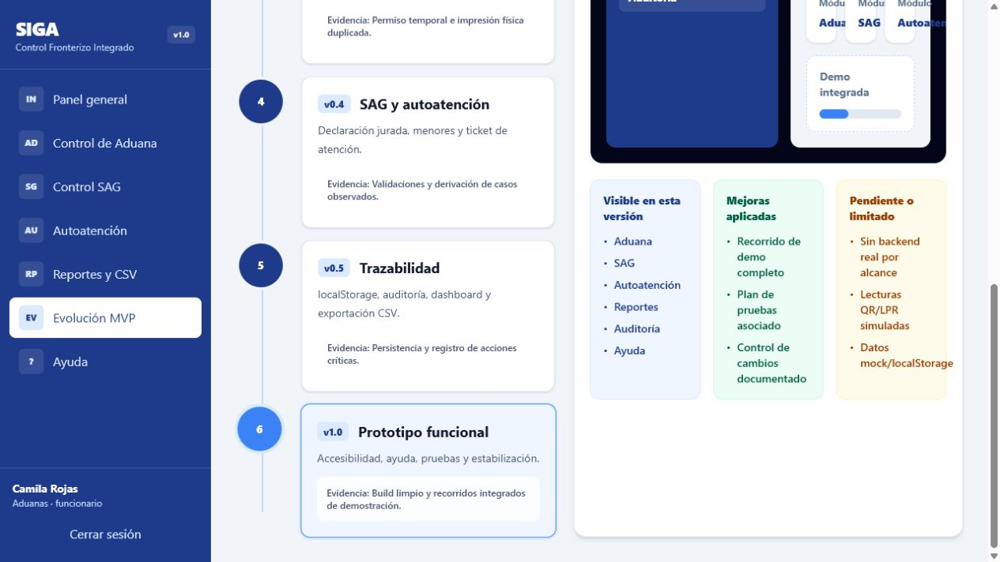 SIGA
Control Fronterizo Integrado
v1.0
IN
Panel general
AD
Control de Aduana
SG
Control SAG
AU
Autoatención
RP
Reportes y CSV
EV
Evolución MVP
?
Ayuda
Camila Rojas
Aduanas · funcionario
Cerrar sesión
Evidencia: Permiso temporal e impresión física
duplicada.
4
v0.4
SAG y autoatención
Declaración jurada, menores y ticket de
atención.
Evidencia: Validaciones y derivación de casos
observados.
5
v0.5
Trazabilidad
localStorage, auditoría, dashboard y
exportación CSV.
Evidencia: Persistencia y registro de acciones
críticas.
6
v1.0
Prototipo funcional
Accesibilidad, ayuda, pruebas y estabilización.
Evidencia: Build limpio y recorridos integrados
de demostración.
Auditoría
Módu
Módu
Módulo
Adua
SAG
Autoaten
Demo
integrada
Visible en esta
versión
• Aduana
• SAG
• Autoatención
• Reportes
• Auditoría
• Ayuda
Mejoras
aplicadas
• Recorrido de
demo
completo
• Plan de
pruebas
asociado
• Control de
cambios
documentado
Pendiente o
limitado
• Sin backend
real por
alcance
• Lecturas
QR/LPR
simuladas
• Datos
mock/localStorage